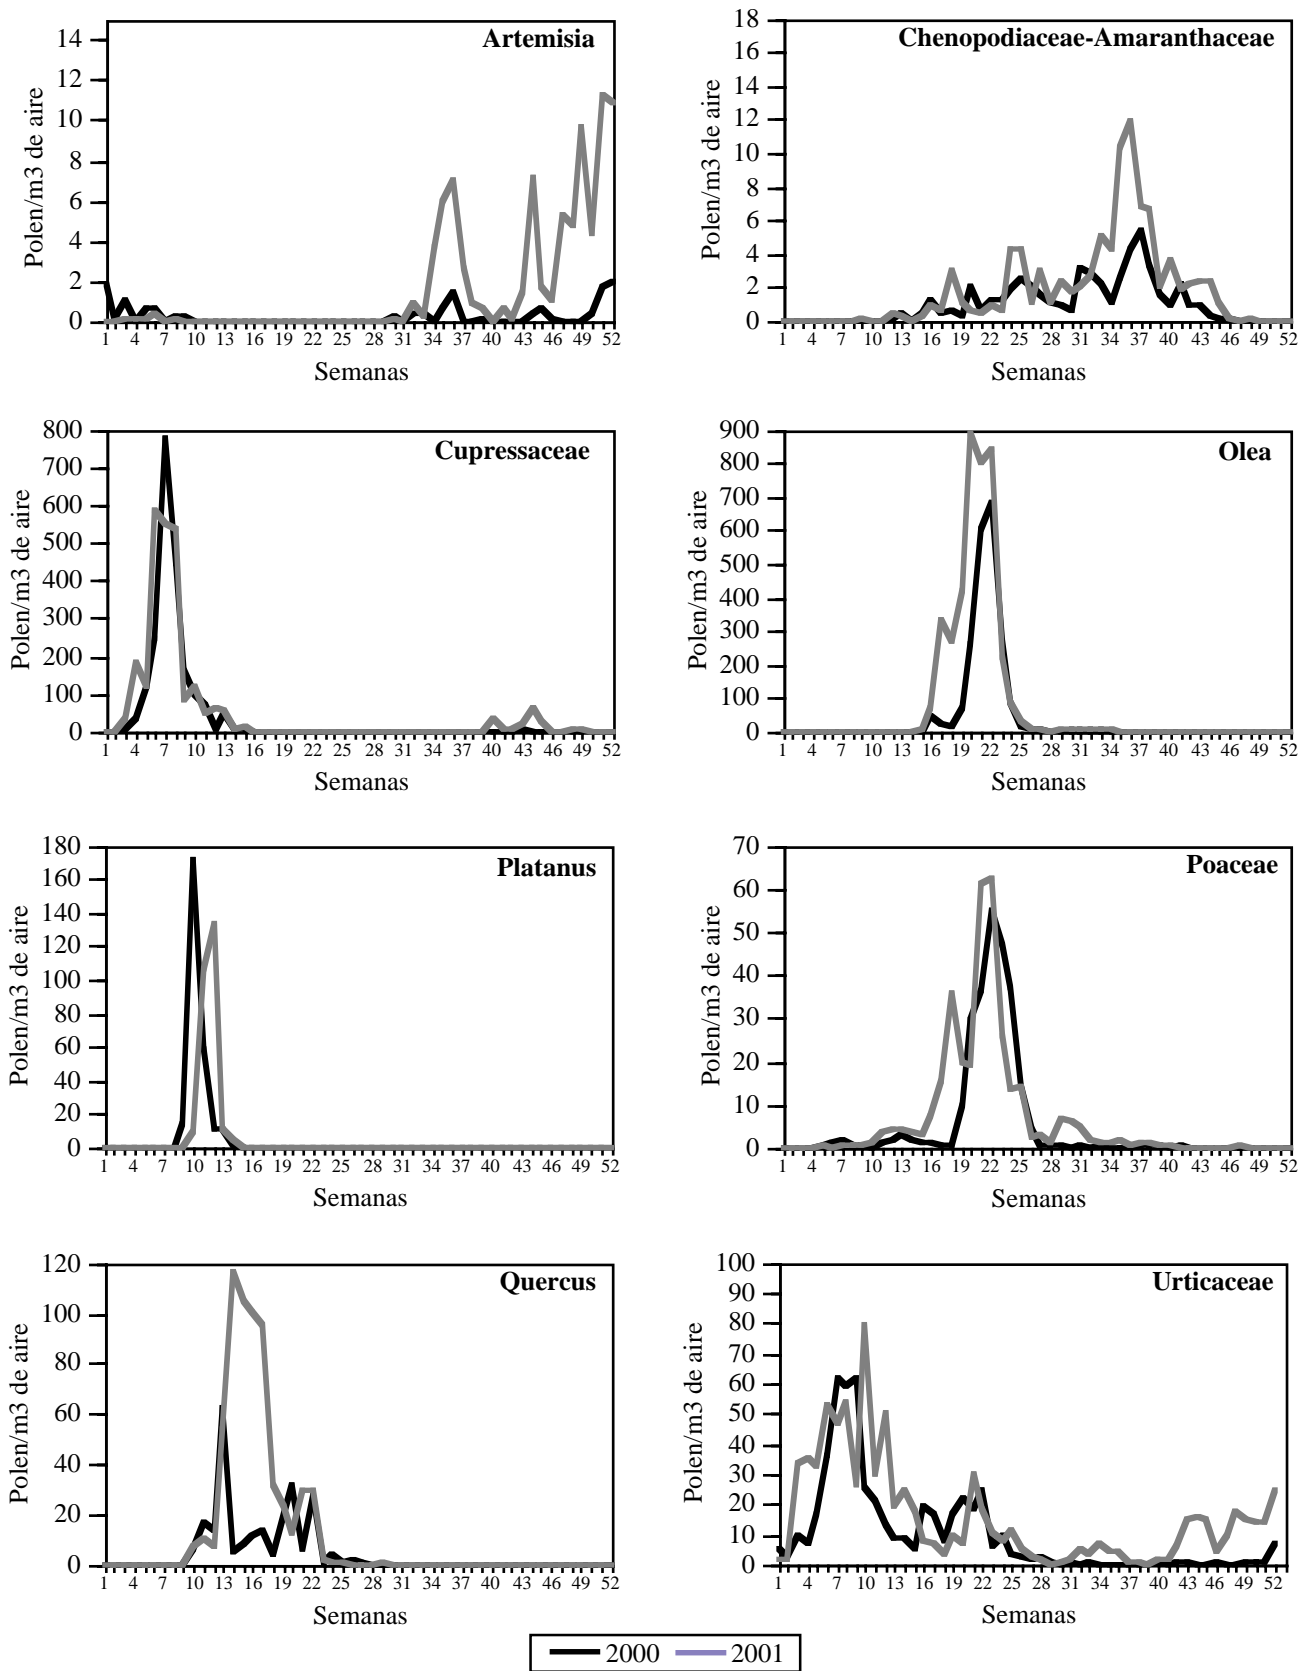 Artemisia
Polen/m3 de aire
14
12
10
8
6
4
2
0
1 4 7 10 13 16 19 22 25 28 31 34 37 40 43 46 49 52
Semanas
Chenopodiaceae-Amaranthaceae
Polen/m3 de aire
18
16
14
12
10
8
6
4
2
0
1 4 7 10 13 16 19 22 25 28 31 34 37 40 43 46 49 52
Semanas
Cupressaceae
Polen/m3 de aire
800
700
600
500
400
300
200
100
0
1 4 7 10 13 16 19 22 25 28 31 34 37 40 43 46 49 52
Semanas
Olea
Polen/m3 de aire
900
800
700
600
500
400
300
200
100
0
1 4 7 10 13 16 19 22 25 28 31 34 37 40 43 46 49 52
Semanas
Platanus
Polen/m3 de aire
180
160
140
120
100
80
60
40
20
0
1 4 7 10 13 16 19 22 25 28 31 34 37 40 43 46 49 52
Semanas
Poaceae
Polen/m3 de aire
70
60
50
40
30
20
10
0
1 4 7 10 13 16 19 22 25 28 31 34 37 40 43 46 49 52
Semanas
Quercus
Polen/m3 de aire
120
100
80
60
40
20
0
1 4 7 10 13 16 19 22 25 28 31 34 37 40 43 46 49 52
Semanas
Urticaceae
Polen/m3 de aire
100
90
80
70
60
50
40
30
20
10
0
1 4 7 10 13 16 19 22 25 28 31 34 37 40 43 46 49 52
Semanas
2000 2001